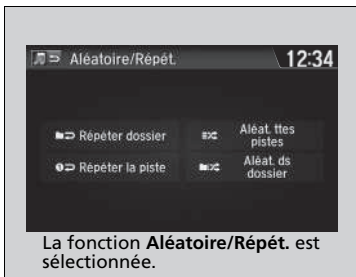 Aléatoire/Répét.
12:34
Répéter dossier
Aléat. ttes
pistes
Répéter la piste
Aléat. ds
dossier
La fonction Aléatoire/Répét. est
sélectionnée.